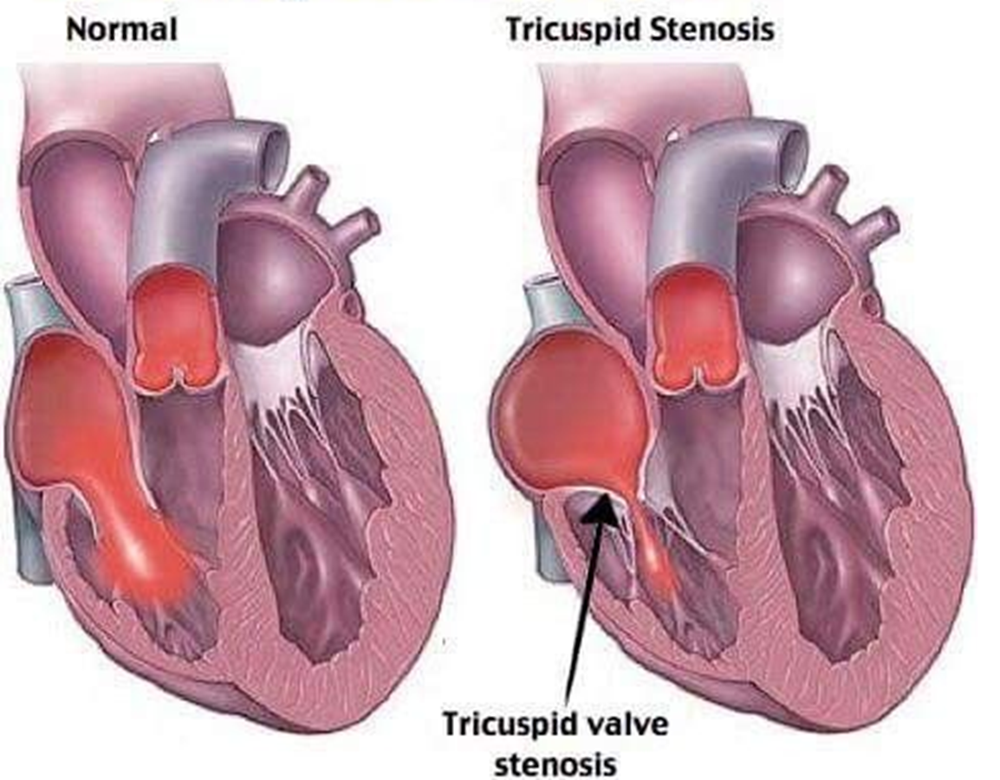 Normal
Tricuspid Stenosis
Tricuspid valve
stenosis